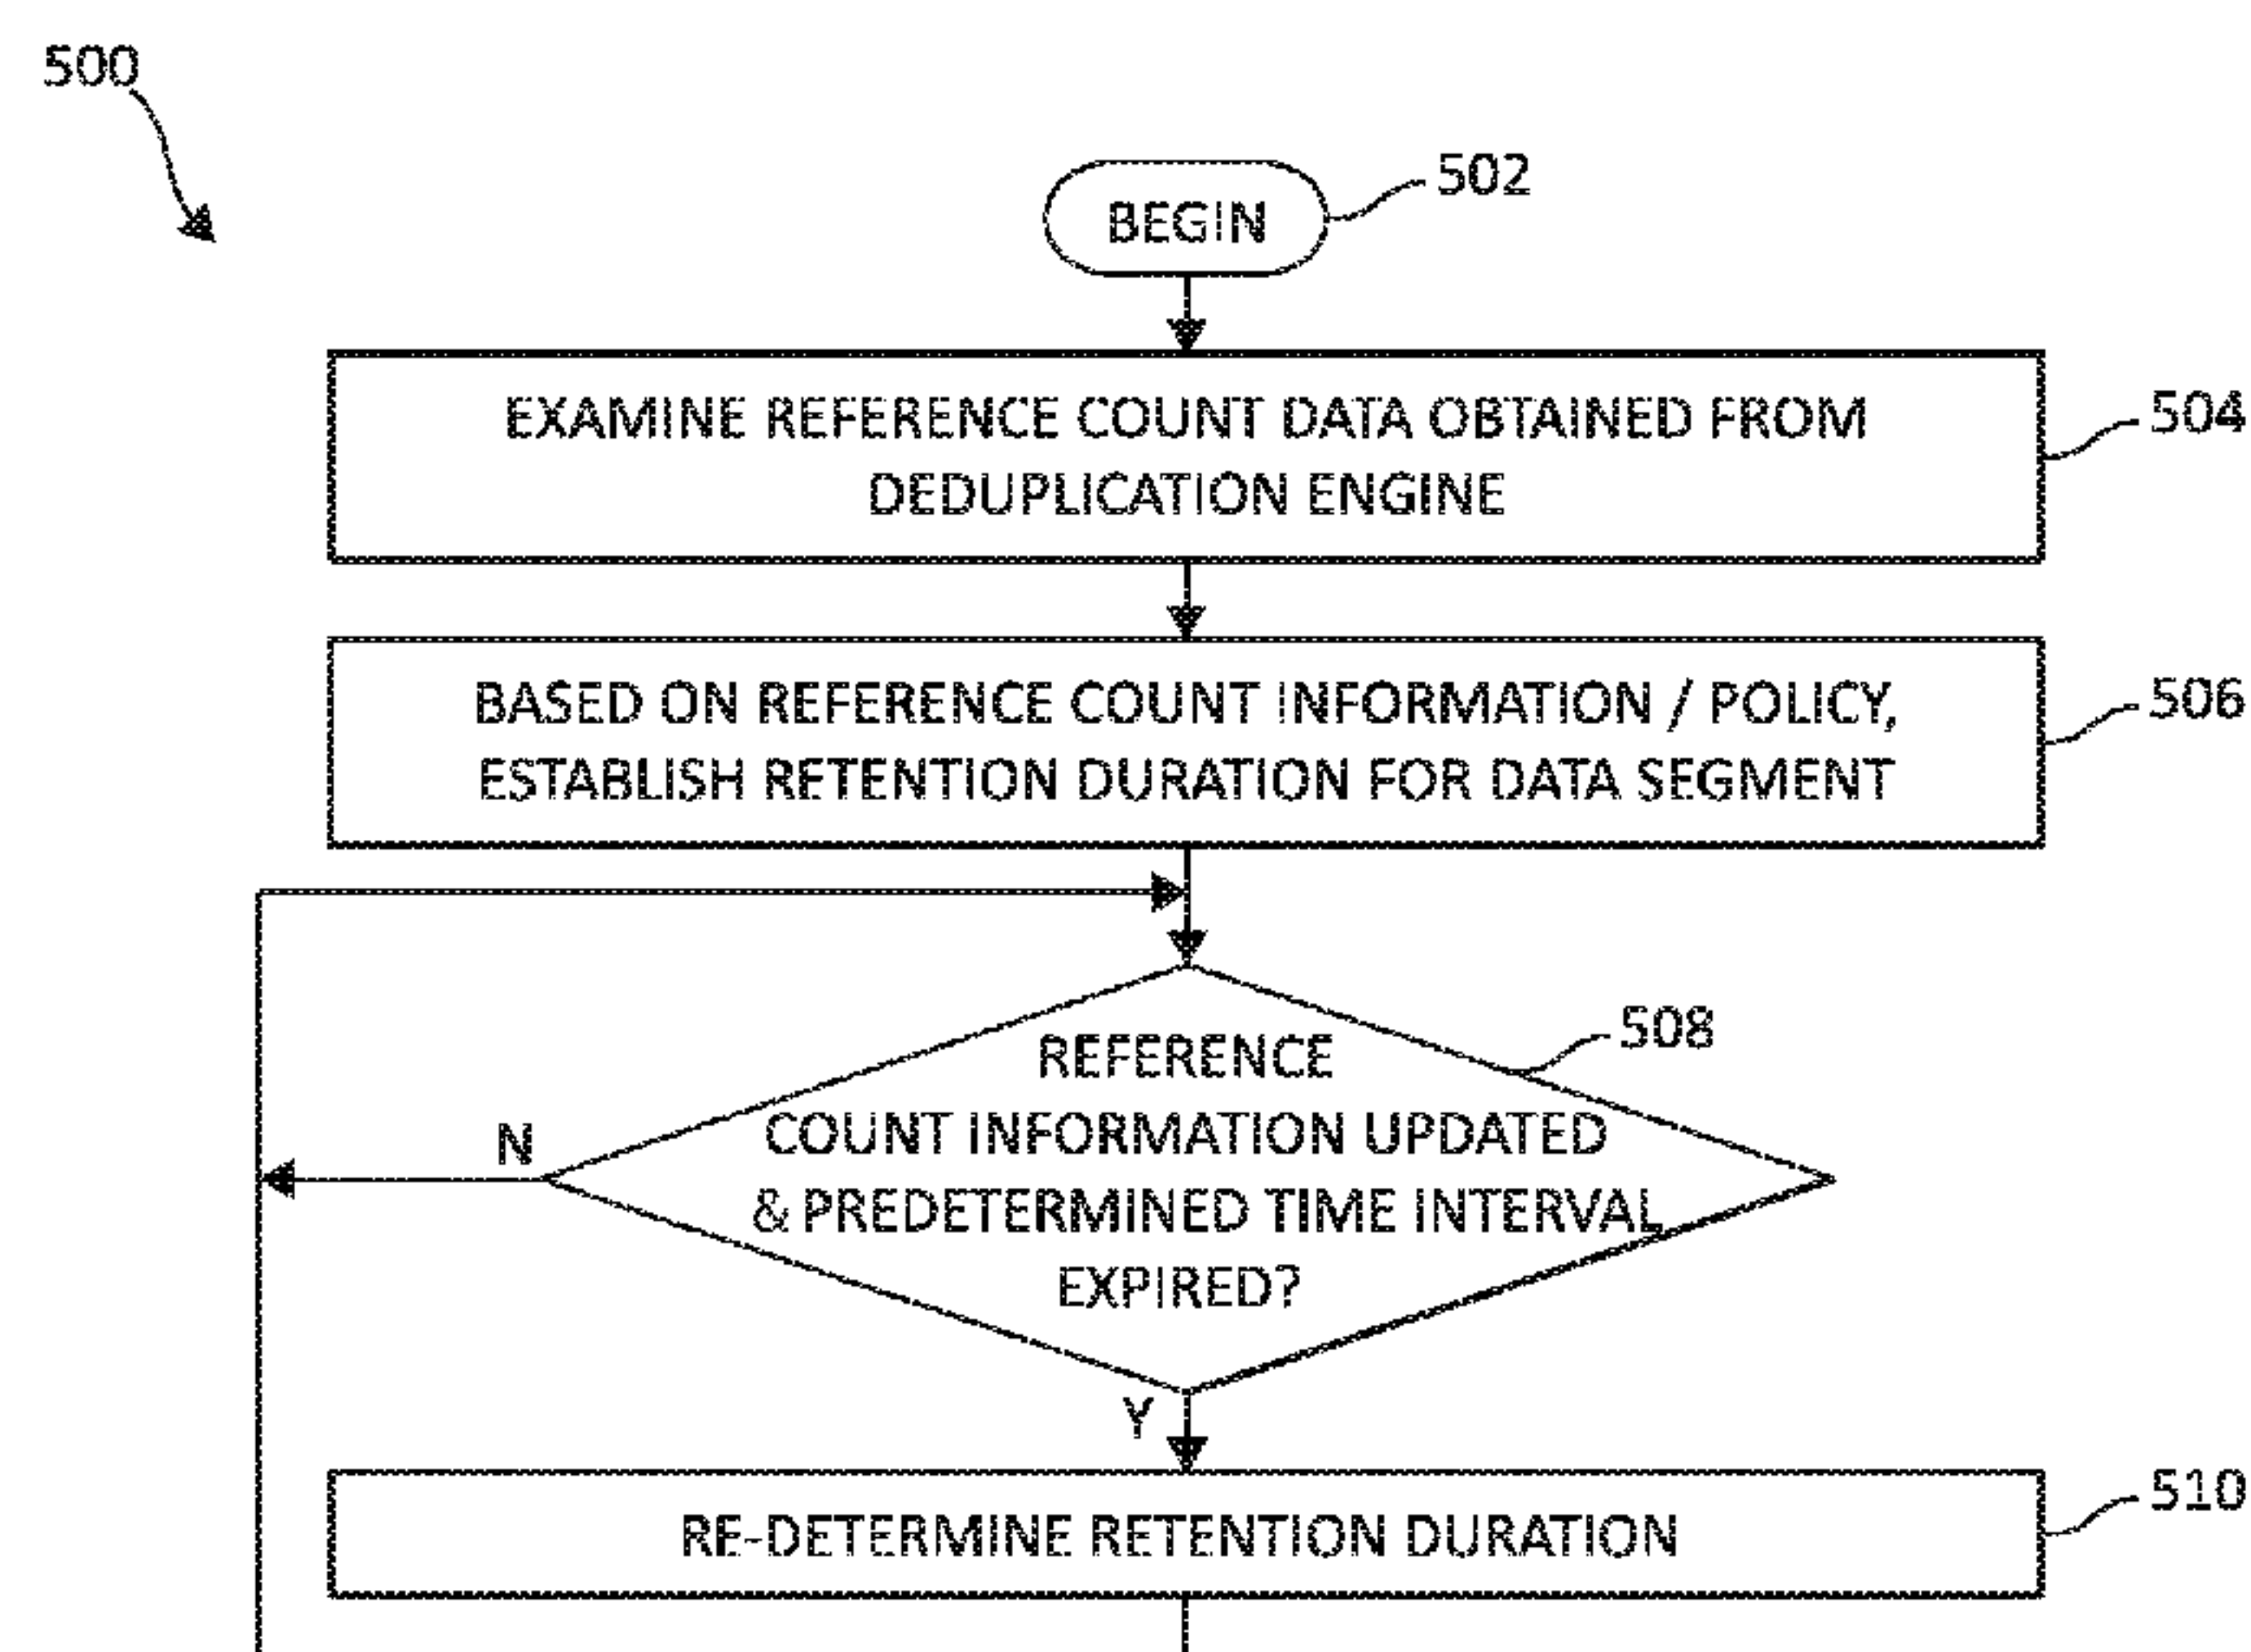 500
BEGIN
502
EXAMINE REFERENCE COUNT DATA OBTAINED FROM
DEDUPLICATION ENGINE
504
BASED ON REFERENCE COUNT INFORMATION / POLICY,
ESTABLISH RETENTION DURATION FOR DATA SEGMENT
506
REFERENCE
COUNT INFORMATION UPDATED
& PREDETERMINED TIME INTERVAL
EXPIRED?
508
N
Y
RE-DETERMINE RETENTION DURATION
510